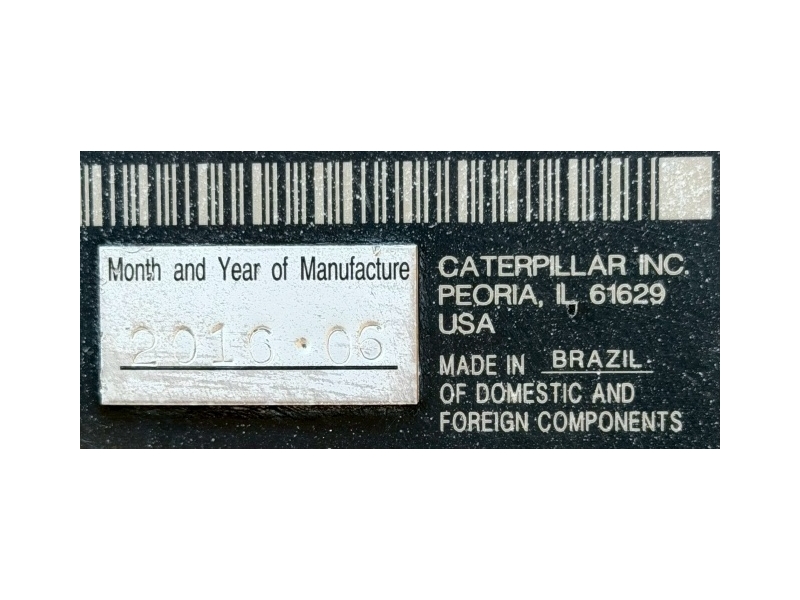 Month and Year of Manufacture
2016.06
CATERPILLAR INC.
PEORIA, IL 61629
USA
MADE IN BRAZIL.
OF DOMESTIC AND
FOREIGN COMPONENTS